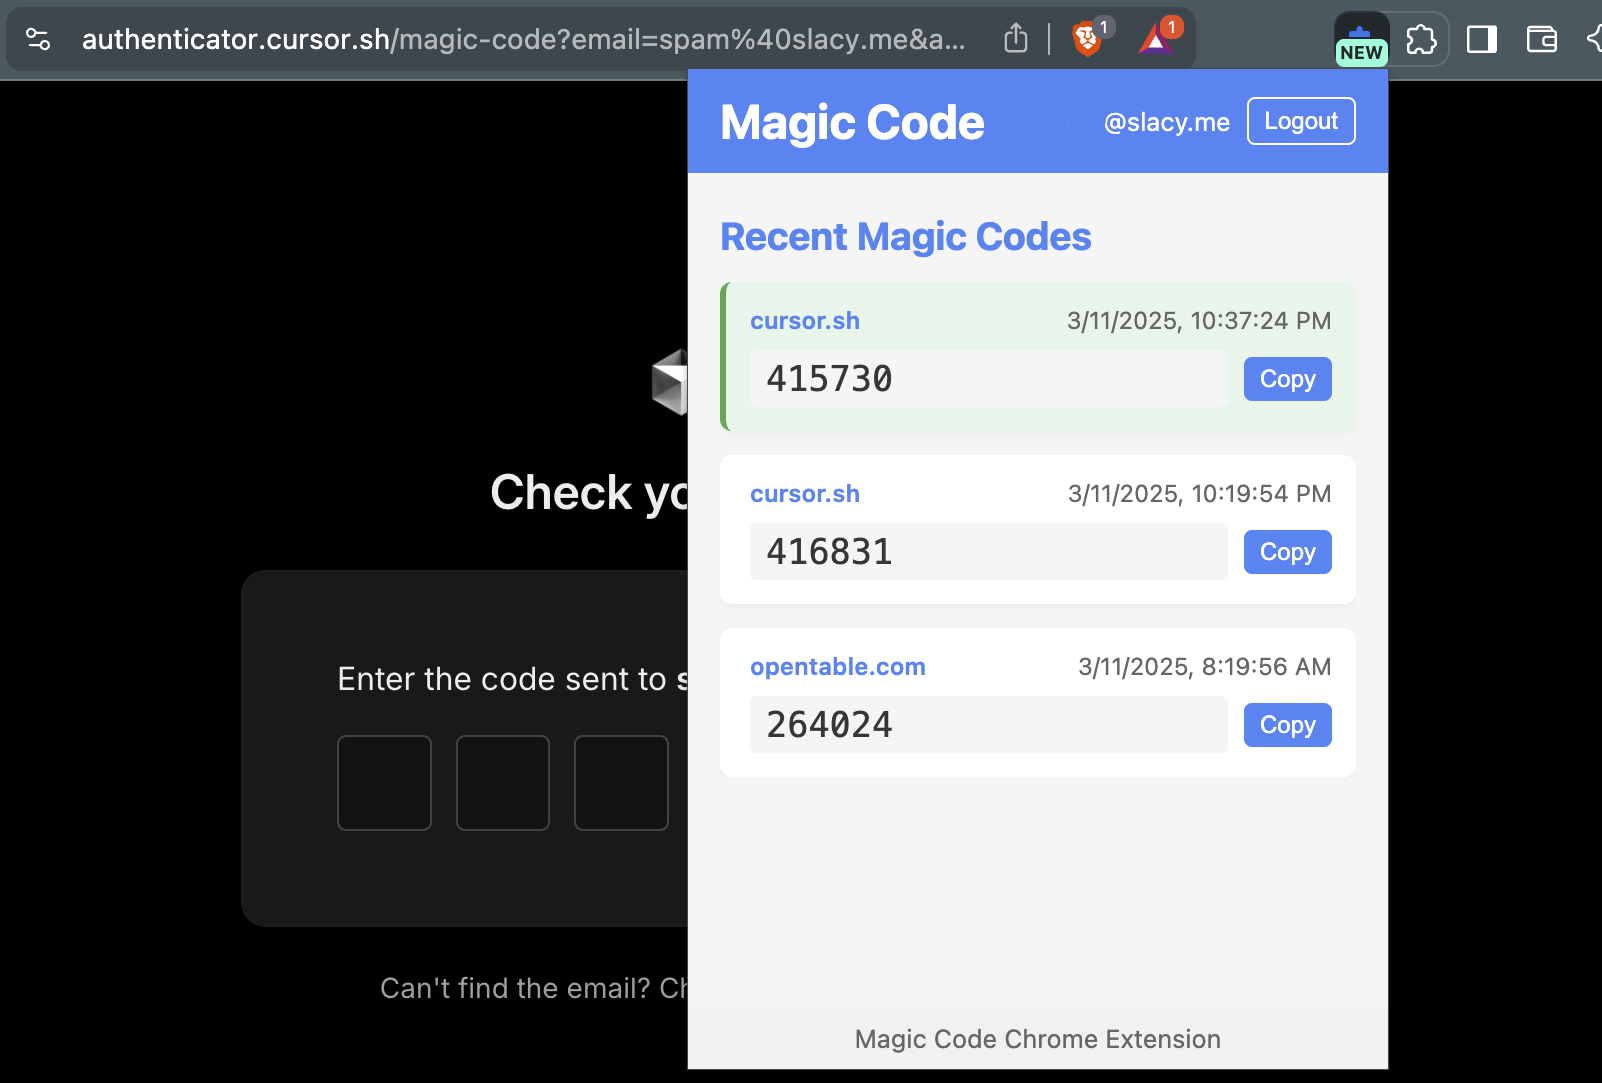 authenticator.cursor.sh/magic-code?email=spam%40slacy.me&a...
1
1
NEW
Magic Code
@slacy.me
Logout
Recent Magic Codes
cursor.sh
3/11/2025, 10:37:24 PM
415730
Copy
cursor.sh
3/11/2025, 10:19:54 PM
416831
Copy
opentable.com
3/11/2025, 8:19:56 AM
264024
Copy
Magic Code Chrome Extension
Check yo
Enter the code sent to s
Can't find the email? Ch